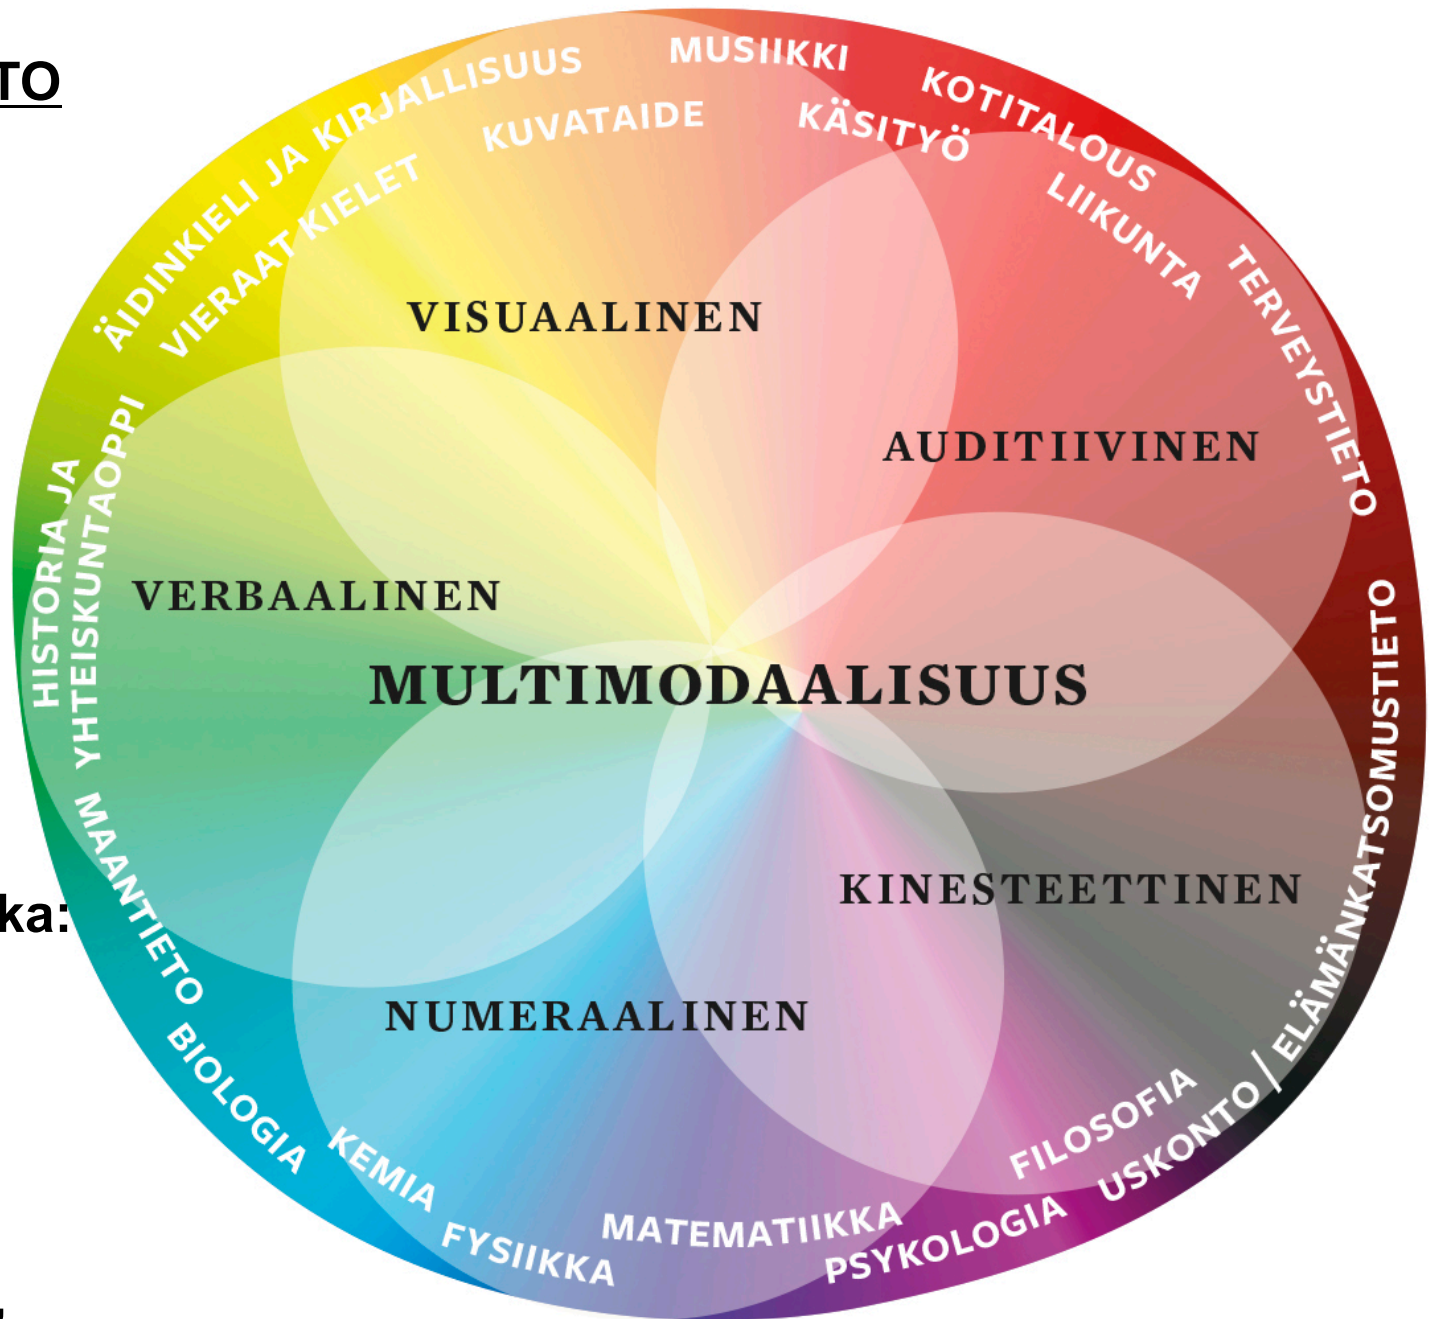 TO
ÄIDINKIELI JA KIRJALLISUUS
VIERAAT KIELET
KUVATAIDE
MUSIIKKI
KÄSITYÖ
KOTITALOUS
LIIKUNTA
TERVEYSTIETO
USKONTO / ELÄMÄNKATSOMUSTIETO
FILOSOFIA
PSYKOLOGIA
MATEMATIIKKA
FYSIIKKA
KEMIA
BIOLOGIA
MAANTIETO
HISTORIA JA
YHTEISKUNTAOPPI
VISUAALINEN
AUDITIIVINEN
VERBAALINEN
MULTIMODAALISUUS
KINESTEETTINEN
NUMERAALINEN
ka: